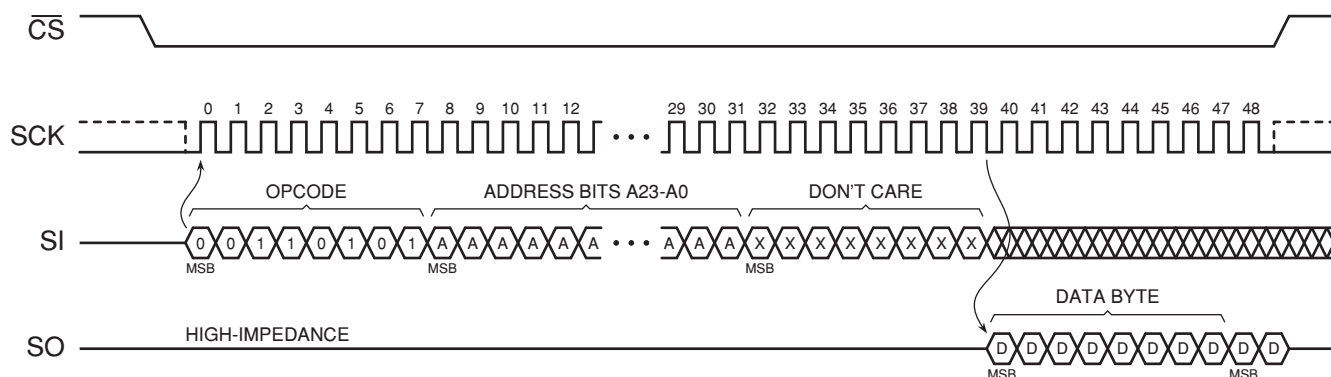 CS
0 1 2 3 4 5 6 7 8 9 10 11 12 29 30 31 32 33 34 35 36 37 38 39 40 41 42 43 44 45 46 47 48
SCK
OPCODE ADDRESS BITS A23-A0 DON'T CARE
SI 0 0 1 1 0 1 0 1 A A A A A A A A A X X X X X X X X
MSB MSB MSB
DATA BYTE
HIGH-IMPEDANCE
SO D D D D D D D D D D
MSB MSB